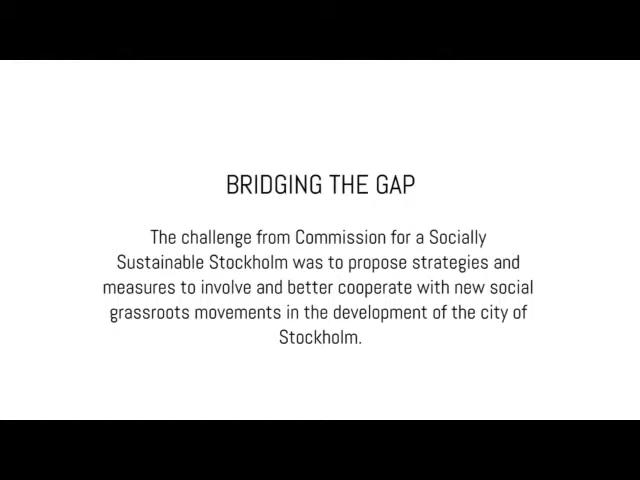 BRIDGING THE GAP
The challenge from Commission for a Socially
Sustainable Stockholm was to propose strategies and
measures to involve and better cooperate with new social
grassroots movements in the development of the city of
Stockholm.